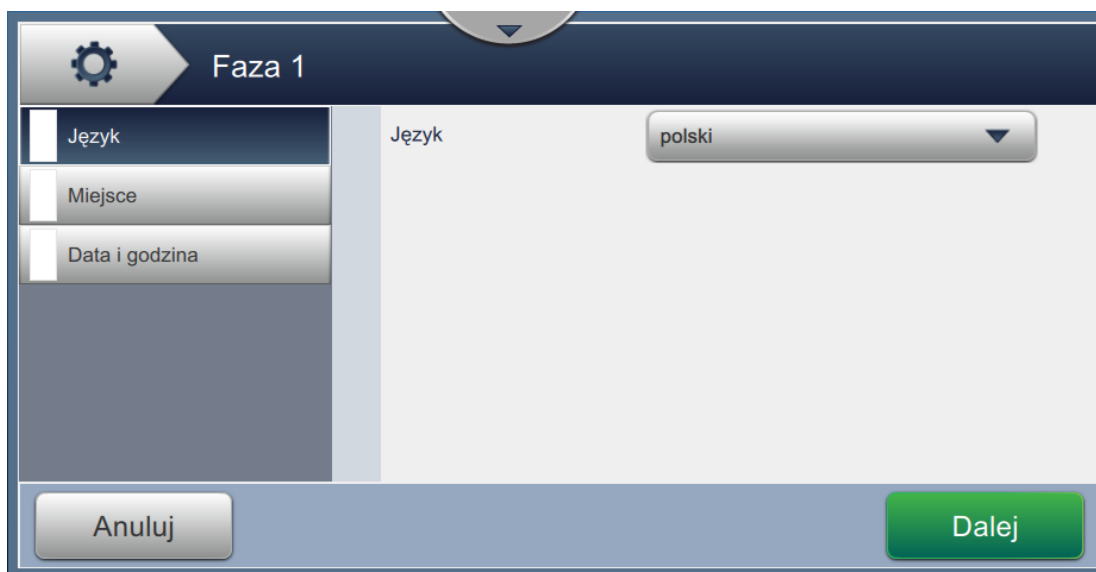 Faza 1
Język
Miejsce
Data i godzina
Język
polski
Anuluj
Dalej